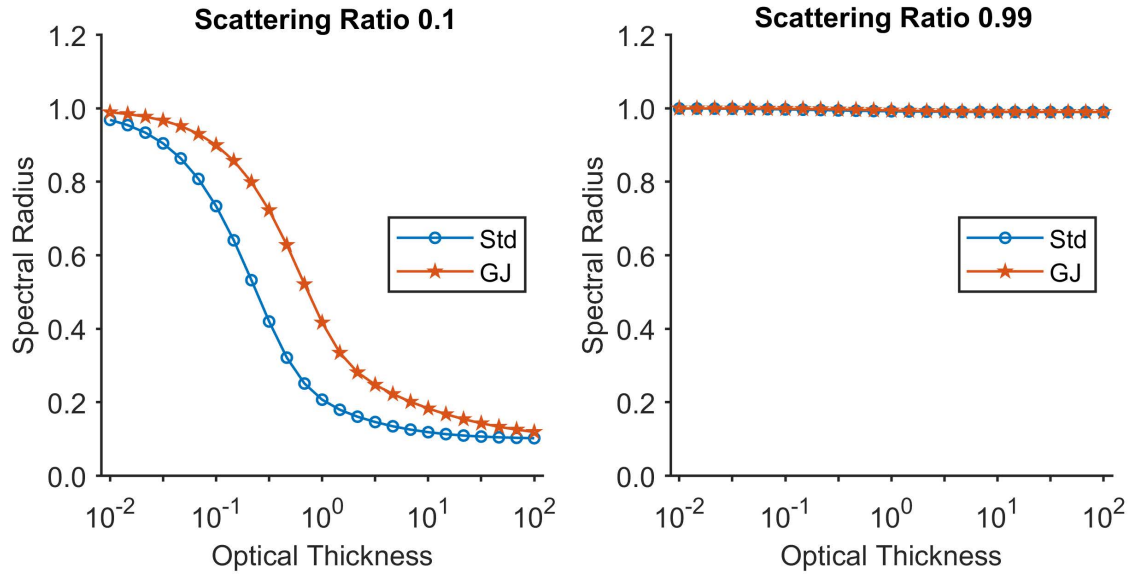 Scattering Ratio 0.1
1.2
1.0
0.8
0.6
0.4
0.2
0.0
Spectral Radius
Std
GJ
10^-2
10^-1
10^0
10^1
10^2
Optical Thickness
Scattering Ratio 0.99
1.2
1.0
0.8
0.6
0.4
0.2
0.0
Spectral Radius
Std
GJ
10^-2
10^-1
10^0
10^1
10^2
Optical Thickness